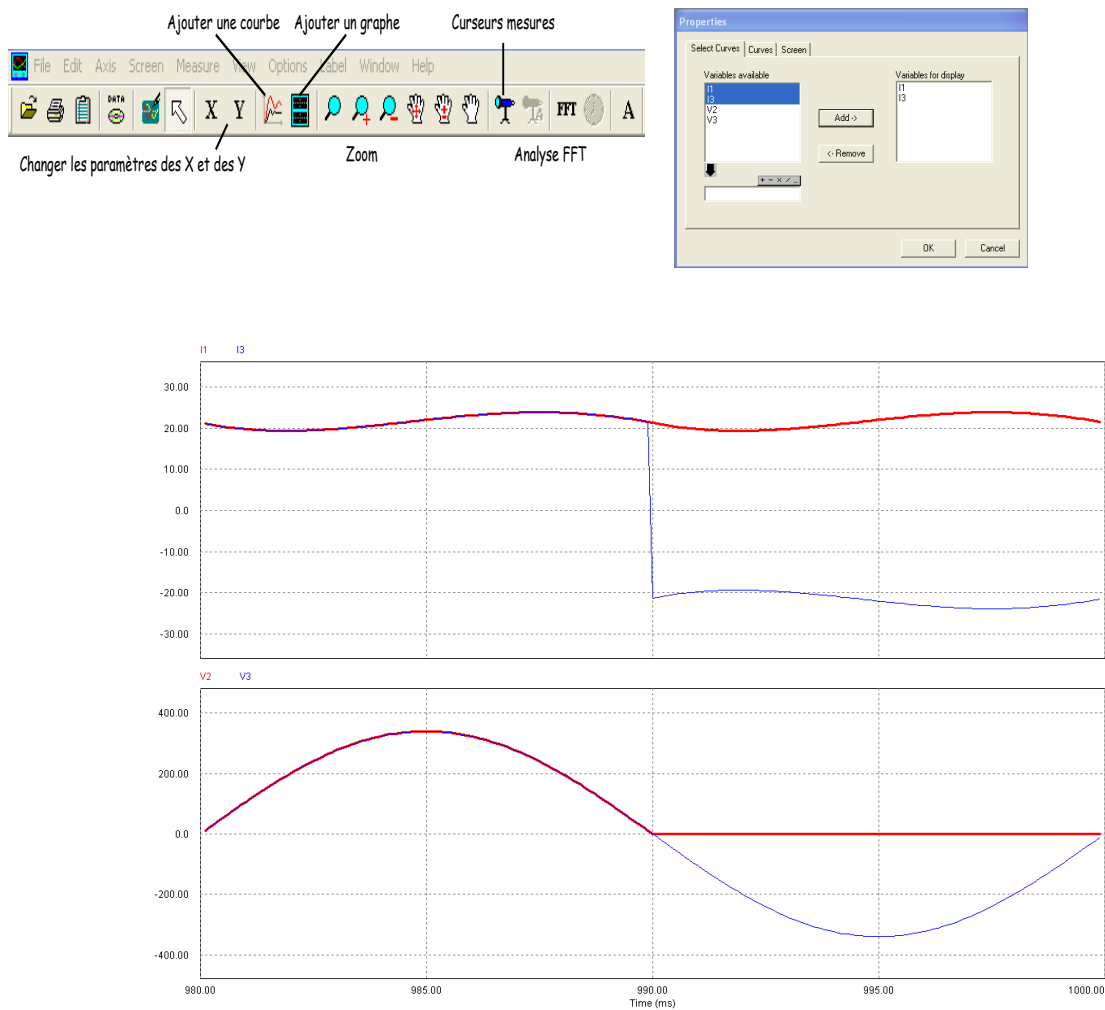 Ajouter une courbe
Ajouter un graphe
Curseurs mesures
File Edit Axis Screen Measure View Options Label Window Help
DATA
X Y
FFT
A
Changer les paramètres des X et des Y
Zoom
Analyse FFT
Properties
Select Curves Curves Screen
Variables available
I1
I3
V2
V3
Variables for display
I1
I3
Add ->
<- Remove
+ - × / ...
OK
Cancel
I1 I3
30.00
20.00
10.00
0.0
-10.00
-20.00
-30.00
V2 V3
400.00
200.00
0.0
-200.00
-400.00
980.00 985.00 990.00 995.00 1000.00
Time (ms)